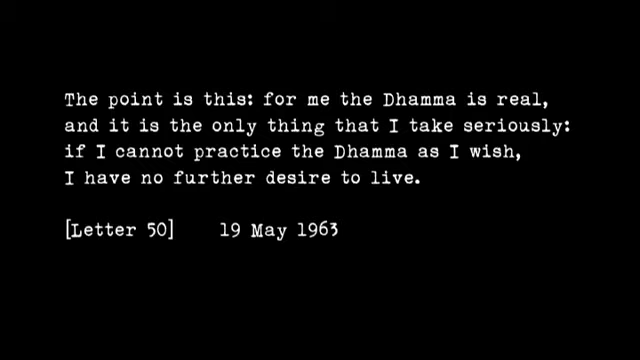 The point is this: for me the Dhamma is real,
and it is the only thing that I take seriously:
if I cannot practice the Dhamma as I wish,
I have no further desire to live.
[Letter 50] 19 May 1963